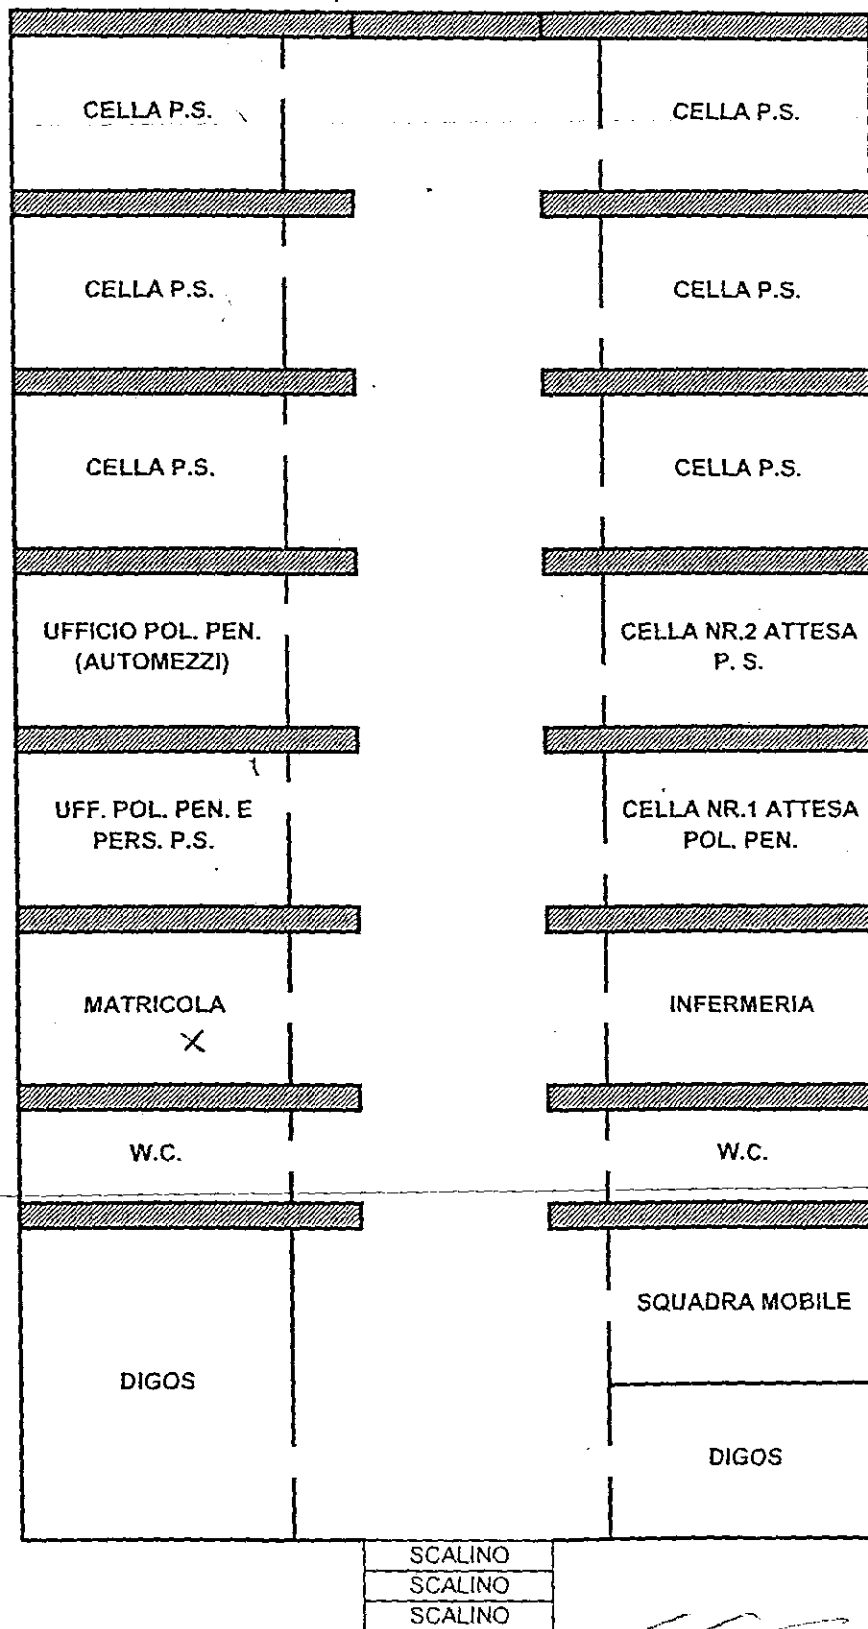 CELLA P.S.
CELLA P.S.
CELLA P.S.
CELLA P.S.
CELLA P.S.
CELLA P.S.
UFFICIO POL. PEN.
(AUTOMEZZI)
CELLA NR.2 ATTESA
P. S.
UFF. POL. PEN. E
PERS. P.S.
CELLA NR.1 ATTESA
POL. PEN.
MATRICOLA
X
INFERMERIA
W.C.
W.C.
DIGOS
SQUADRA MOBILE
DIGOS
SCALINO
SCALINO
SCALINO